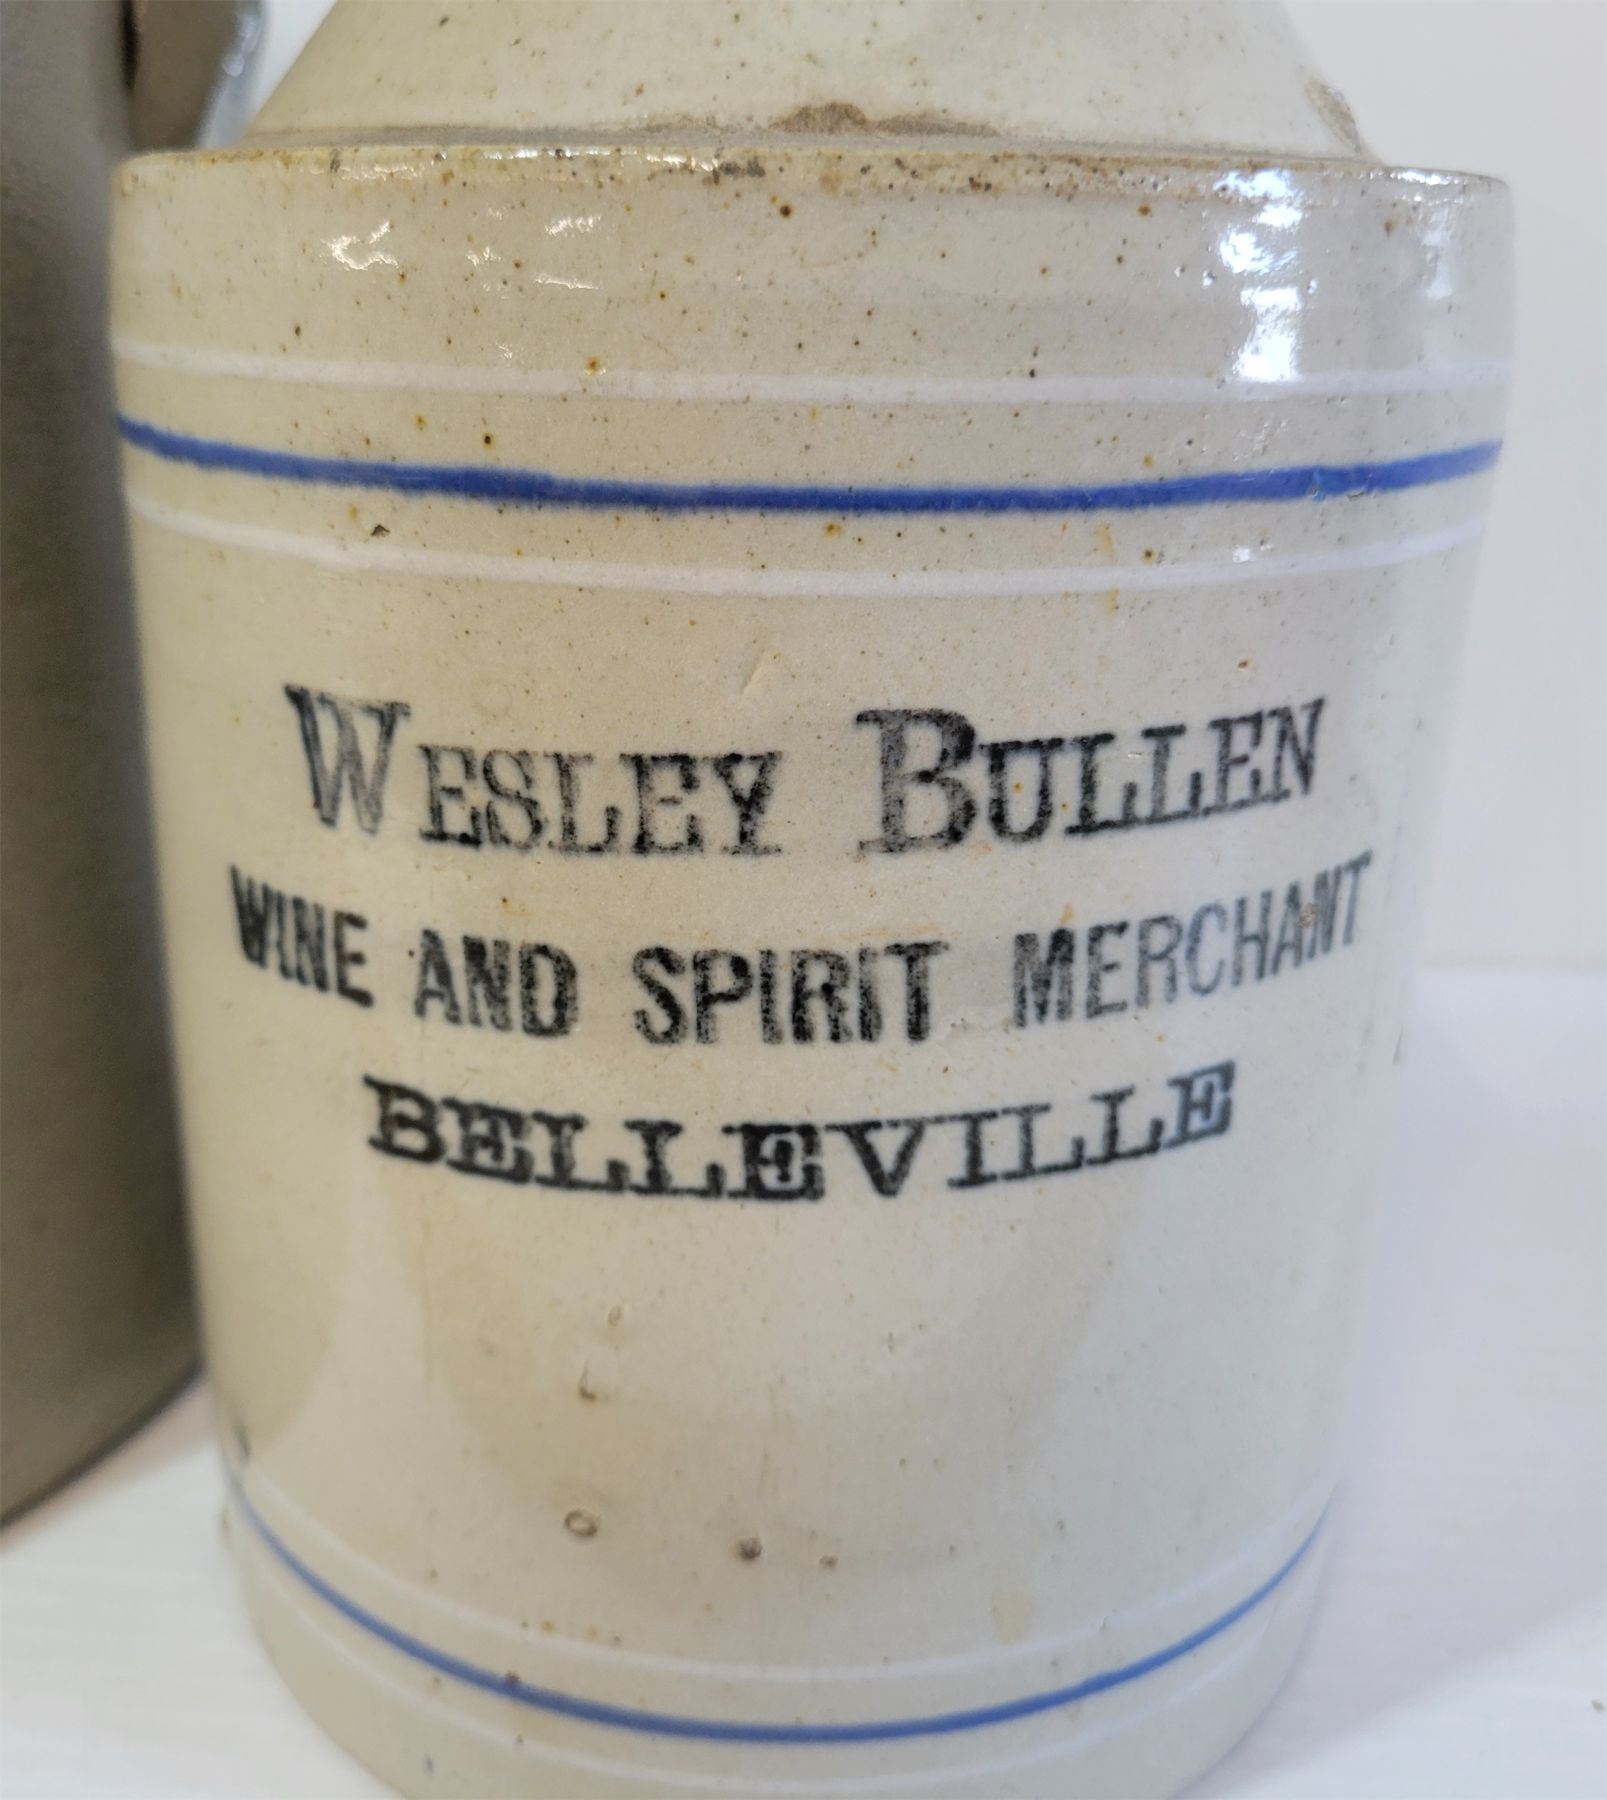 WESLEY BULLEN
WINE AND SPIRIT MERCHANT
BELLEVILLE